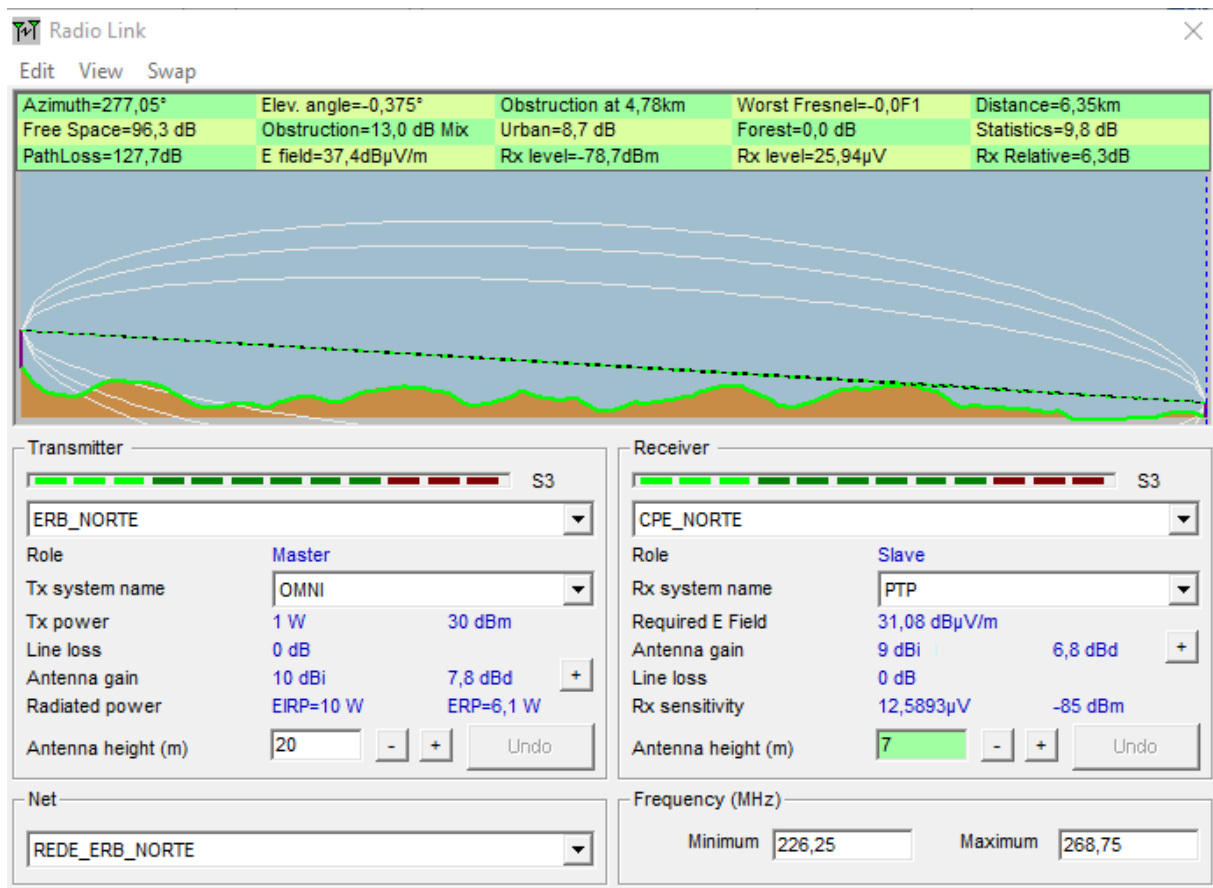 Radio Link
Edit View Swap
Azimuth=277,05° Elev. angle=-0,375° Obstruction at 4,78km Worst Fresnel=-0,0F1 Distance=6,35km
Free Space=96,3 dB Obstruction=13,0 dB Mix Urban=8,7 dB Forest=0,0 dB Statistics=9,8 dB
PathLoss=127,7dB E field=37,4dBµV/m Rx level=-78,7dBm Rx level=25,94µV Rx Relative=6,3dB
Transmitter
S3
ERB_NORTE
Role Master
Tx system name OMNI
Tx power 1 W 30 dBm
Line loss 0 dB
Antenna gain 10 dBi 7,8 dBd +
Radiated power EIRP=10 W ERP=6,1 W
Antenna height (m) 20 - + Undo
Net
REDE_ERB_NORTE
Receiver
S3
CPE_NORTE
Role Slave
Rx system name PTP
Required E Field 31,08 dBµV/m
Antenna gain 9 dBi 6,8 dBd +
Line loss 0 dB
Rx sensitivity 12,5893µV -85 dBm
Antenna height (m) 7 - + Undo
Frequency (MHz)
Minimum 226,25 Maximum 268,75